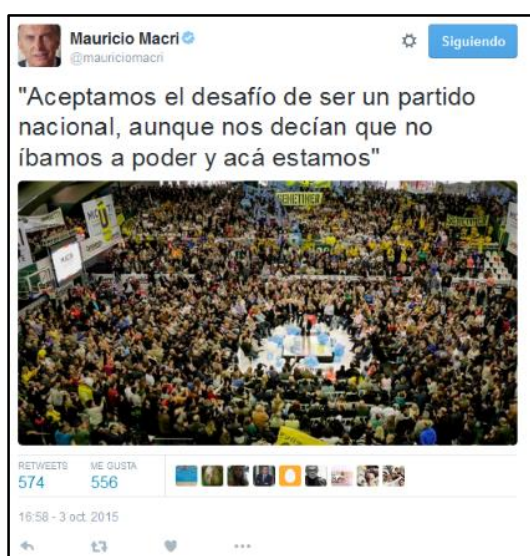 Mauricio Macri
@mauriciomacri
Siguiendo
"Aceptamos el desafío de ser un partido
nacional, aunque nos decían que no
íbamos a poder y acá estamos"
RETWEETS
ME GUSTA
574
556
16:58 - 3 oct. 2015